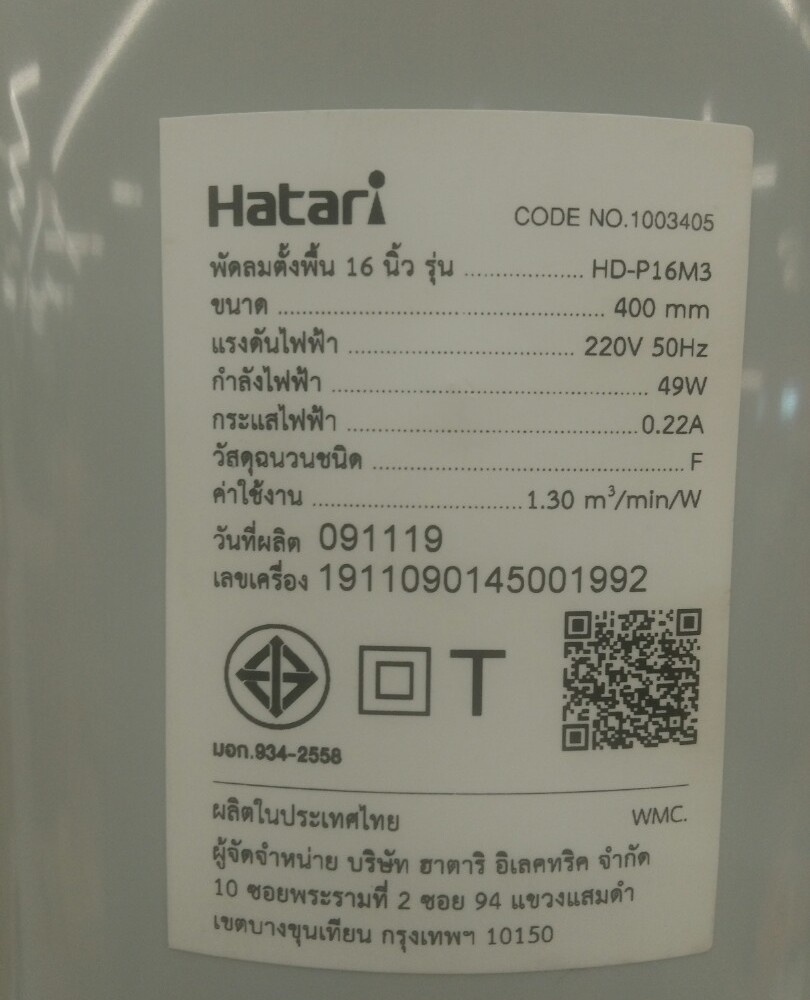 Hatari
CODE NO.1003405
พัดลมตั้งพื้น 16 นิ้ว รุ่น .................. HD-P16M3
ขนาด .................. 400 mm
แรงดันไฟฟ้า .................. 220V 50Hz
กำลังไฟฟ้า .................. 49W
กระแสไฟฟ้า .................. 0.22A
วัสดุฉนวนชนิด .................. F
ค่าใช้งาน .................. 1.30 m³/min/W
วันที่ผลิต 091119
เลขเครื่อง 1911090145001992
T
มอก.934-2558
ผลิตในประเทศไทย WMC.
ผู้จัดจำหน่าย บริษัท ฮาตาริ อิเลคทริค จำกัด
10 ซอยพระรามที่ 2 ซอย 94 แขวงแสมดำ
เขตบางขุนเทียน กรุงเทพฯ 10150